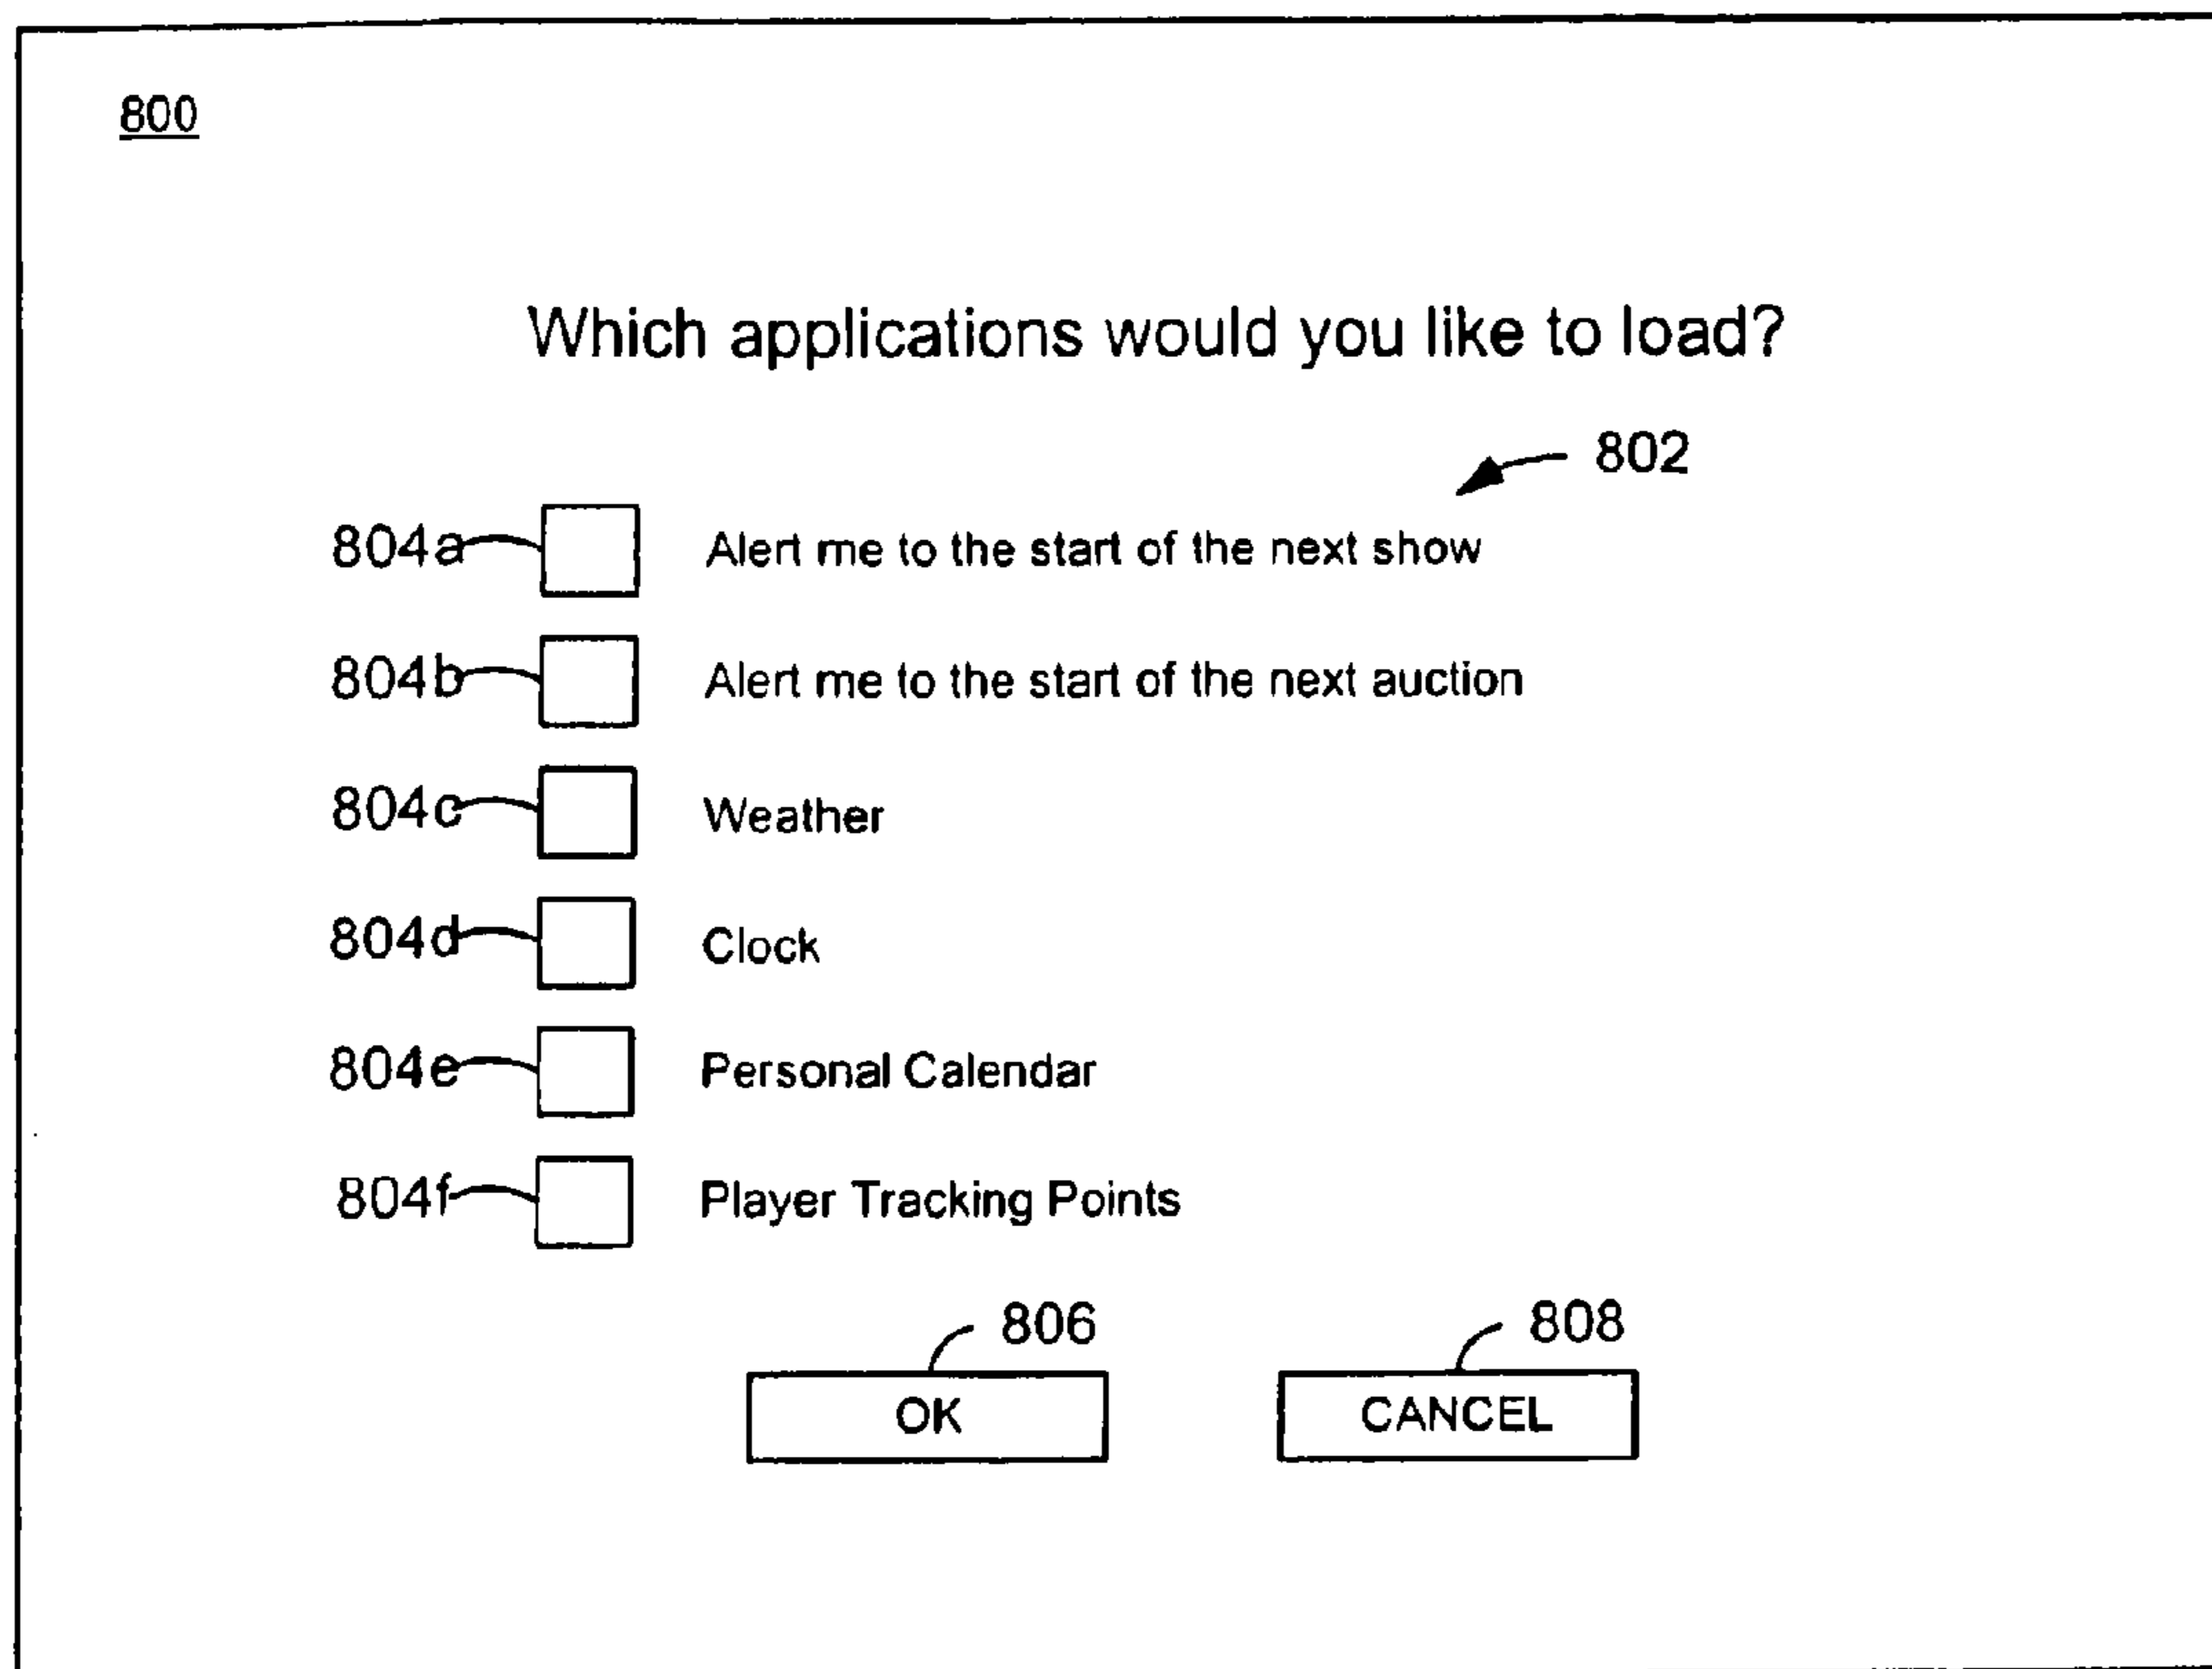 800
Which applications would you like to load?
802
804a Alert me to the start of the next show
804b Alert me to the start of the next auction
804c Weather
804d Clock
804e Personal Calendar
804f Player Tracking Points
806 808
OK CANCEL